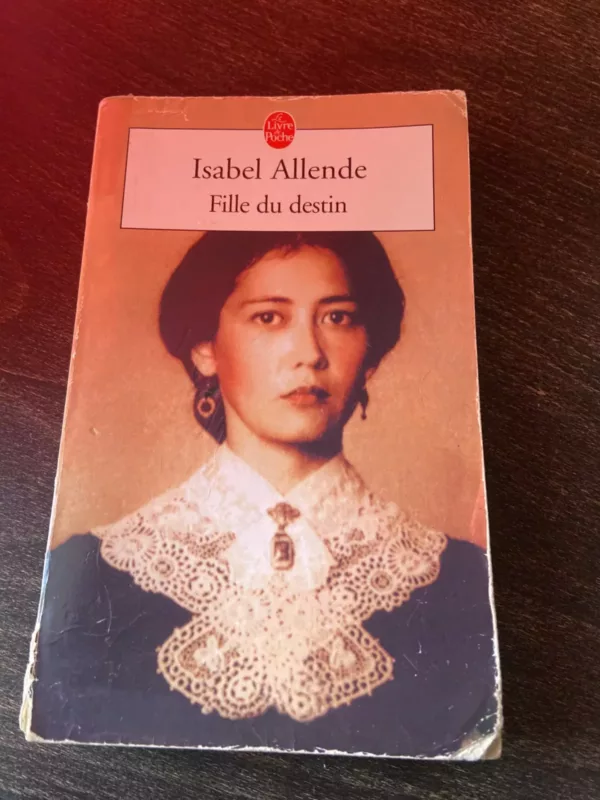 Le
Livre
de
Poche
Isabel Allende
Fille du destin